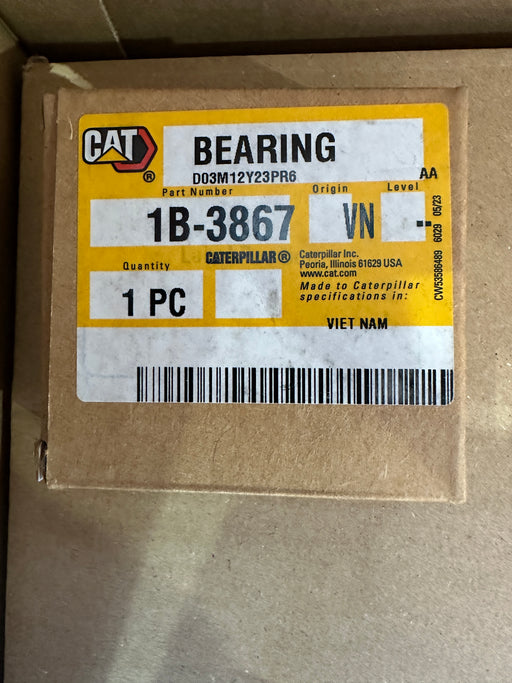 CAT
®
BEARING
D03M12Y23PR6
AA
Part Number
Origin
Level
1B-3867
VN
--
CATERPILLAR®
Quantity
1 PC
Caterpillar Inc.
Peoria, Illinois 61629 USA
www.cat.com
Made to Caterpillar
specifications in:
VIET NAM
CW53586489 6029 05/23